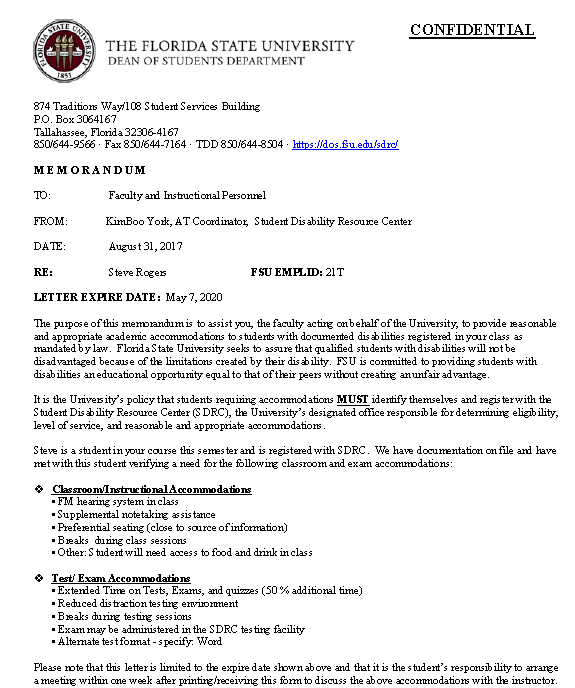 CONFIDENTIAL
THE FLORIDA STATE UNIVERSITY
DEAN OF STUDENTS DEPARTMENT
FLORIDA STATE UNIVERSITY
1851
874 Traditions Way/108 Student Services Building
P.O. Box 3064167
Tallahassee, Florida 32306-4167
850/644-9566 · Fax 850/644-7164 · TDD 850/644-8504 · https://dos.fsu.edu/sdrc/
M E M O R A N D U M
TO: Faculty and Instructional Personnel
FROM: KimBoo York, AT Coordinator, Student Disability Resource Center
DATE: August 31, 2017
RE: Steve Rogers FSU EMPLID: 21T
LETTER EXPIRE DATE: May 7, 2020
The purpose of this memorandum is to assist you, the faculty acting on behalf of the University, to provide reasonable
and appropriate academic accommodations to students with documented disabilities registered in your class as
mandated by law. Florida State University seeks to assure that qualified students with disabilities will not be
disadvantaged because of the limitations created by their disability. FSU is committed to providing students with
disabilities an educational opportunity equal to that of their peers without creating an unfair advantage.
It is the University's policy that students requiring accommodations MUST identify themselves and register with the
Student Disability Resource Center (SDRC), the University's designated office responsible for determining eligibility,
level of service, and reasonable and appropriate accommodations.
Steve is a student in your course this semester and is registered with SDRC. We have documentation on file and have
met with this student verifying a need for the following classroom and exam accommodations:
❖ Classroom/Instructional Accommodations
▪ FM hearing system in class
▪ Supplemental notetaking assistance
▪ Preferential seating (close to source of information)
▪ Breaks during class sessions
▪ Other: Student will need access to food and drink in class
❖ Test/ Exam Accommodations
▪ Extended Time on Tests, Exams, and quizzes (50 % additional time)
▪ Reduced distraction testing environment
▪ Breaks during testing sessions
▪ Exam may be administered in the SDRC testing facility
▪ Alternate test format - specify: Word
Please note that this letter is limited to the expire date shown above and that it is the student's responsibility to arrange
a meeting within one week after printing/receiving this form to discuss the above accommodations with the instructor.